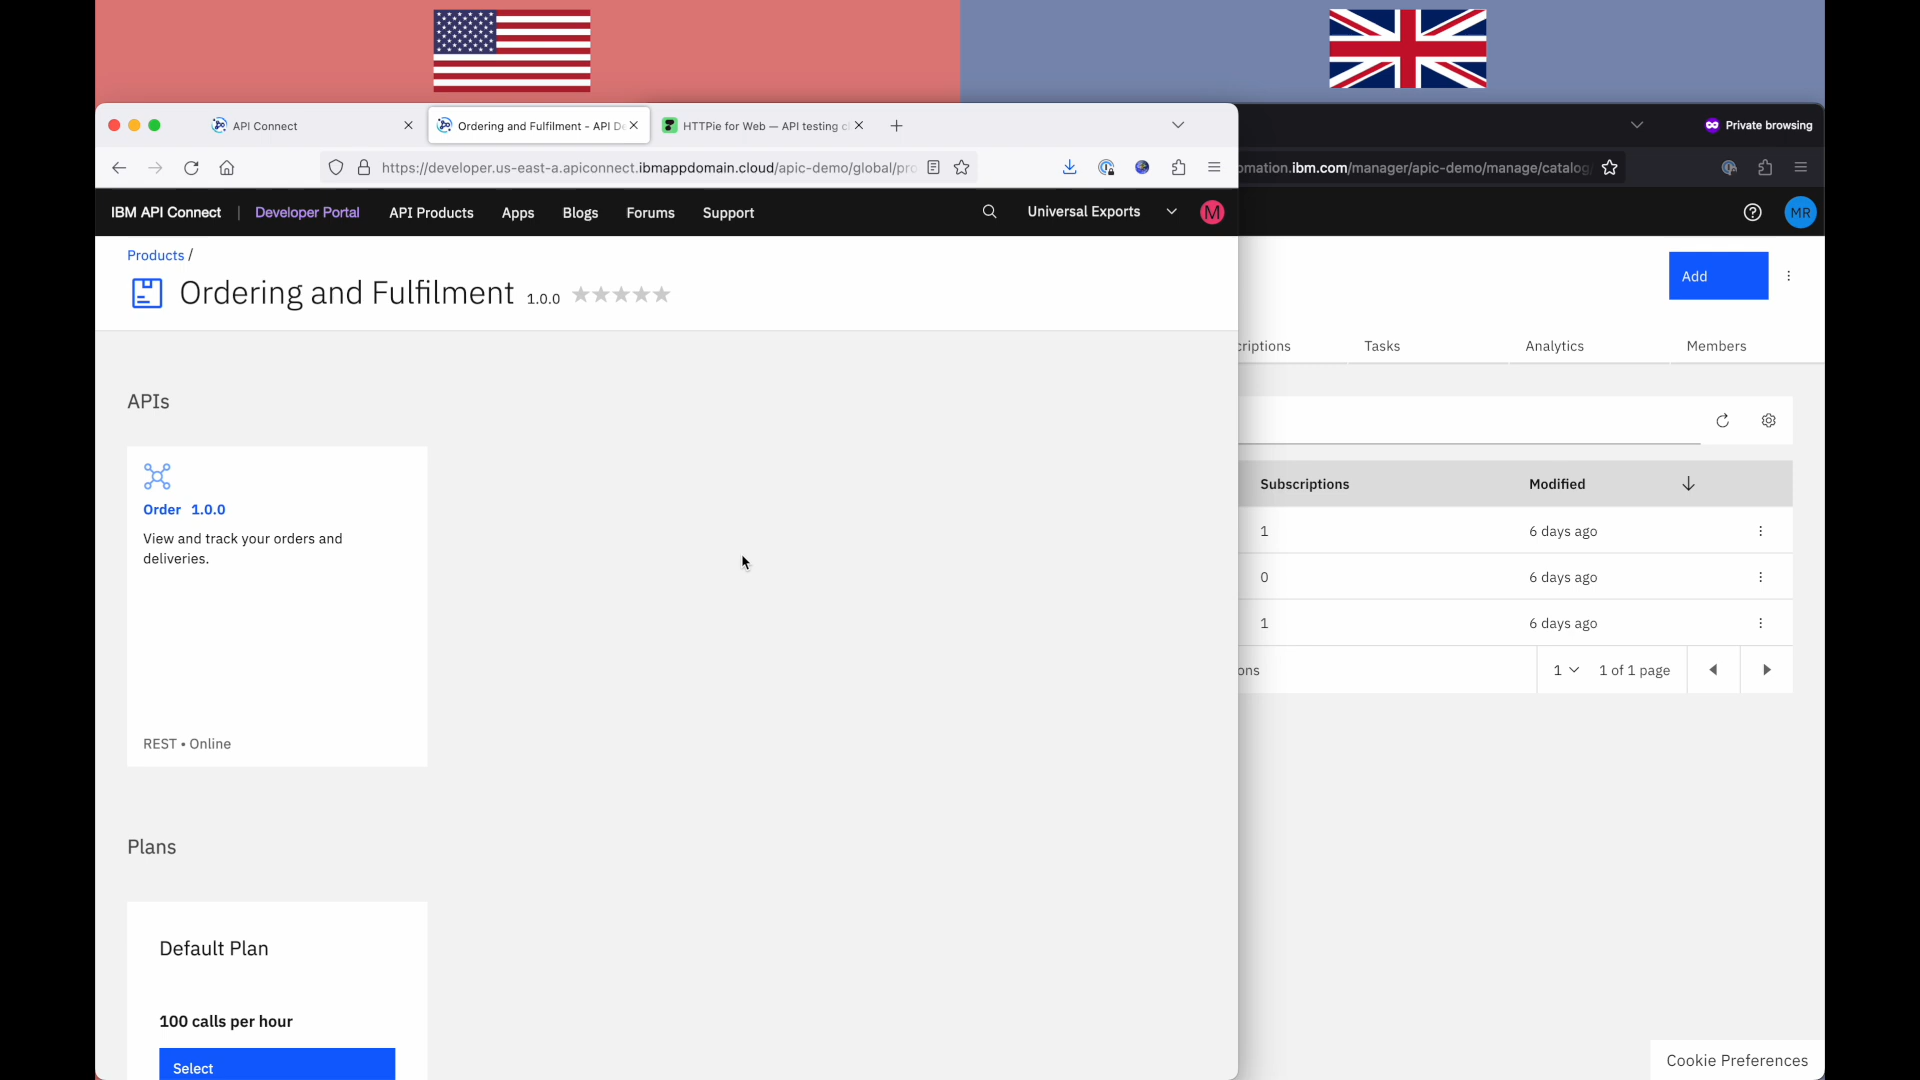 API Connect
Ordering and Fulfilment - API De
HTTPie for Web — API testing cl
Private browsing
https://developer.us-east-a.apiconnect.ibmappdomain.cloud/apic-demo/global/pro
omation.ibm.com/manager/apic-demo/manage/catalog
IBM API Connect | Developer Portal API Products Apps Blogs Forums Support Universal Exports M
MR
Products /
Ordering and Fulfilment 1.0.0
Add
criptions Tasks Analytics Members
APIs
Order 1.0.0
View and track your orders and
deliveries.
REST • Online
Subscriptions Modified
1 6 days ago
0 6 days ago
1 6 days ago
ons 1 1 of 1 page
Plans
Default Plan
100 calls per hour
Select
Cookie Preferences